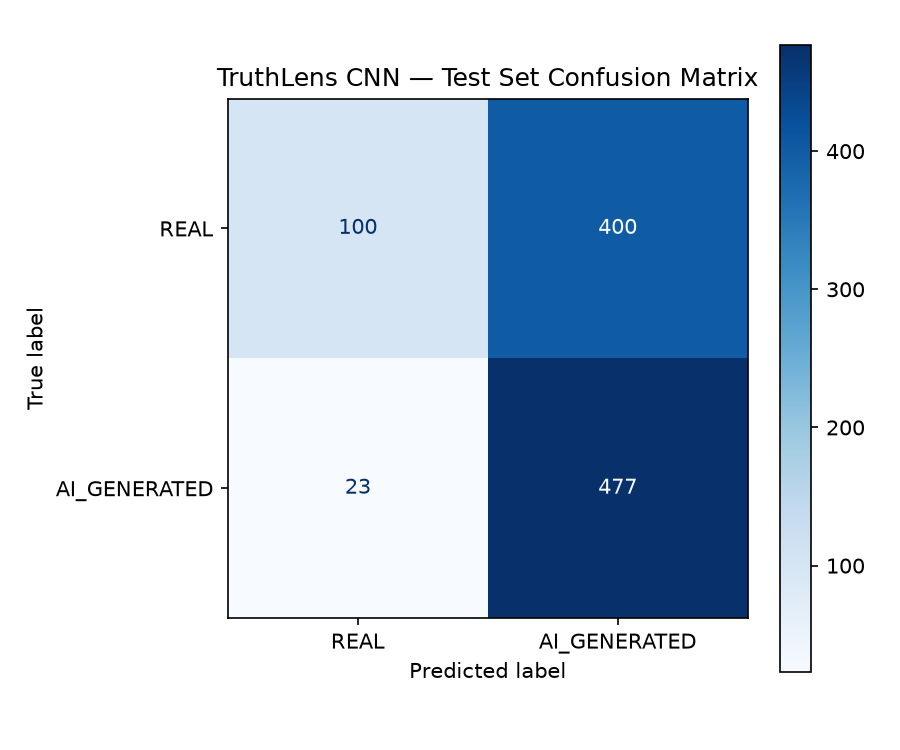 TruthLens CNN — Test Set Confusion Matrix
400
300
200
100
True label
REAL
100
400
AI_GENERATED
23
477
REAL
AI_GENERATED
Predicted label